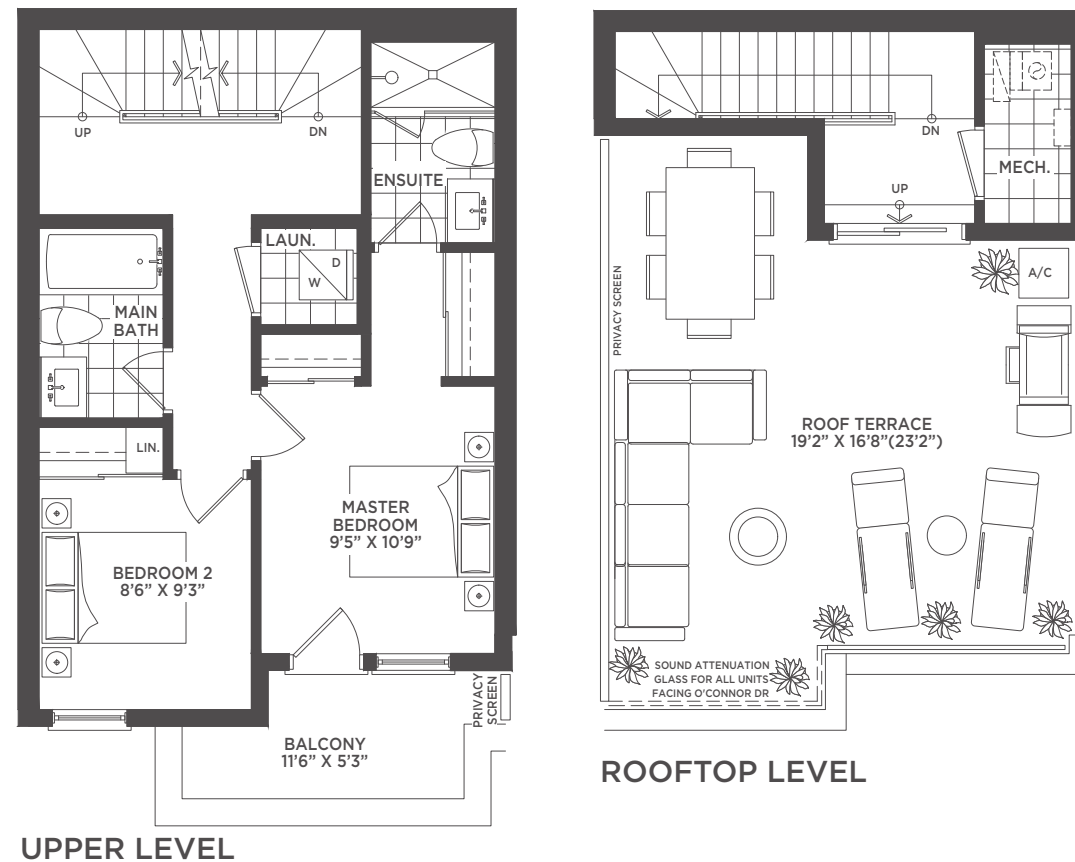 UP
DN
ENSUITE
LAUN.
D
W
MAIN
BATH
LIN.
MASTER
BEDROOM
9'5" X 10'9"
BEDROOM 2
8'6" X 9'3"
PRIVACY
SCREEN
BALCONY
11'6" X 5'3"
UPPER LEVEL
DN
MECH.
UP
A/C
PRIVACY SCREEN
ROOF TERRACE
19'2" X 16'8"(23'2")
SOUND ATTENUATION
GLASS FOR ALL UNITS
FACING O'CONNOR DR
ROOFTOP LEVEL